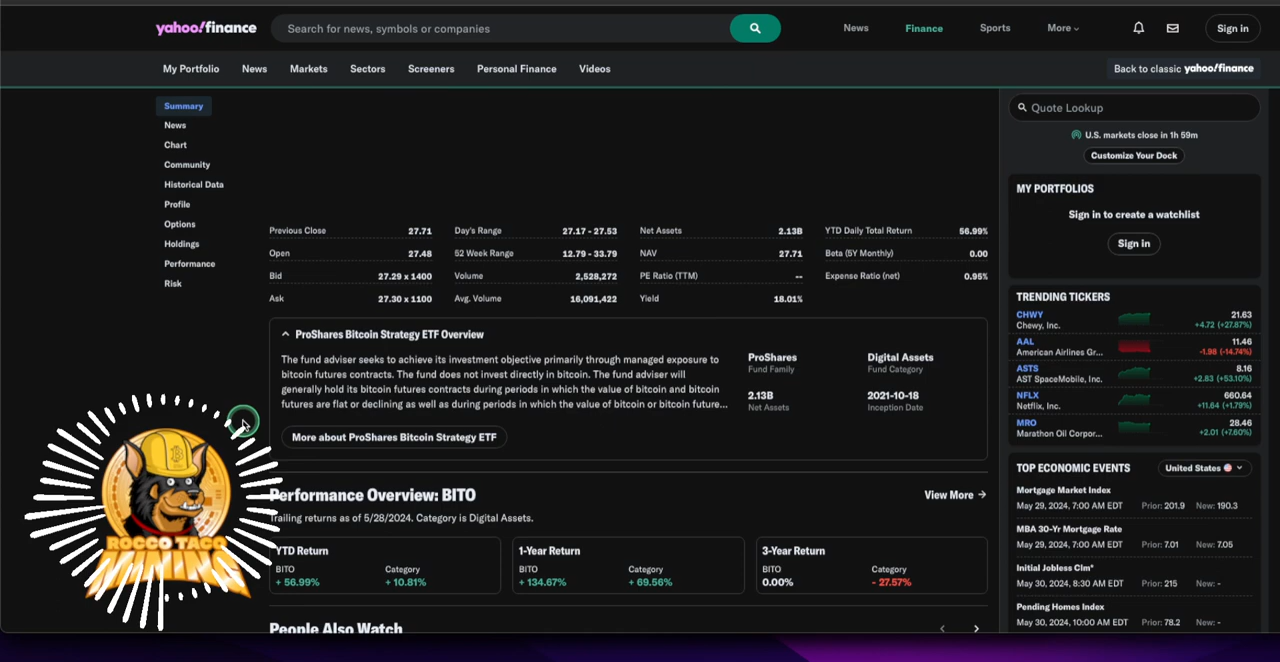 yahoo!finance
Search for news, symbols or companies
News
Finance
Sports
More
Sign in
My Portfolio
News
Markets
Sectors
Screeners
Personal Finance
Videos
Back to classic yahoo!finance
Summary
News
Chart
Community
Historical Data
Profile
Options
Holdings
Performance
Risk
Previous Close 27.71
Open 27.48
Bid 27.29 x 1400
Ask 27.30 x 1100
Day's Range 27.17 - 27.53
52 Week Range 12.79 - 33.79
Volume 2,528,272
Avg. Volume 16,091,422
Net Assets 2.13B
NAV 27.71
PE Ratio (TTM) --
Yield 18.01%
YTD Daily Total Return 56.99%
Beta (5Y Monthly) 0.00
Expense Ratio (net) 0.95%
ProShares Bitcoin Strategy ETF Overview
The fund adviser seeks to achieve its investment objective primarily through managed exposure to
bitcoin futures contracts. The fund does not invest directly in bitcoin. The fund adviser will
generally hold its bitcoin futures contracts during periods in which the value of bitcoin and bitcoin
futures are flat or declining as well as during periods in which the value of bitcoin or bitcoin future...
More about ProShares Bitcoin Strategy ETF
ProShares
Fund Family
Digital Assets
Fund Category
2.13B
Net Assets
2021-10-18
Inception Date
Performance Overview: BITO
View More
Trailing returns as of 5/28/2024. Category is Digital Assets.
YTD Return
BITO Category
+ 56.99% + 10.81%
1-Year Return
BITO Category
+ 134.67% + 69.56%
3-Year Return
BITO Category
0.00% - 27.57%
People Also Watch
ROCCO TACO
MINING
Quote Lookup
U.S. markets close in 1h 59m
Customize Your Dock
MY PORTFOLIOS
Sign in to create a watchlist
Sign in
TRENDING TICKERS
CHWY 21.63
Chewy, Inc. +4.72 (+27.87%)
AAL 11.46
American Airlines Gr... -1.98 (-14.74%)
ASTS 8.16
AST SpaceMobile, Inc. +2.83 (+53.10%)
NFLX 660.64
Netflix, Inc. +11.64 (+1.79%)
MRO 28.46
Marathon Oil Corpor... +2.01 (+7.60%)
TOP ECONOMIC EVENTS
United States
Mortgage Market Index
May 29, 2024, 7:00 AM EDT Prior: 201.9 New: 190.3
MBA 30-Yr Mortgage Rate
May 29, 2024, 7:00 AM EDT Prior: 7.01 New: 7.05
Initial Jobless Clm*
May 30, 2024, 8:30 AM EDT Prior: 215 New: -
Pending Homes Index
May 30, 2024, 10:00 AM EDT Prior: 78.2 New: -